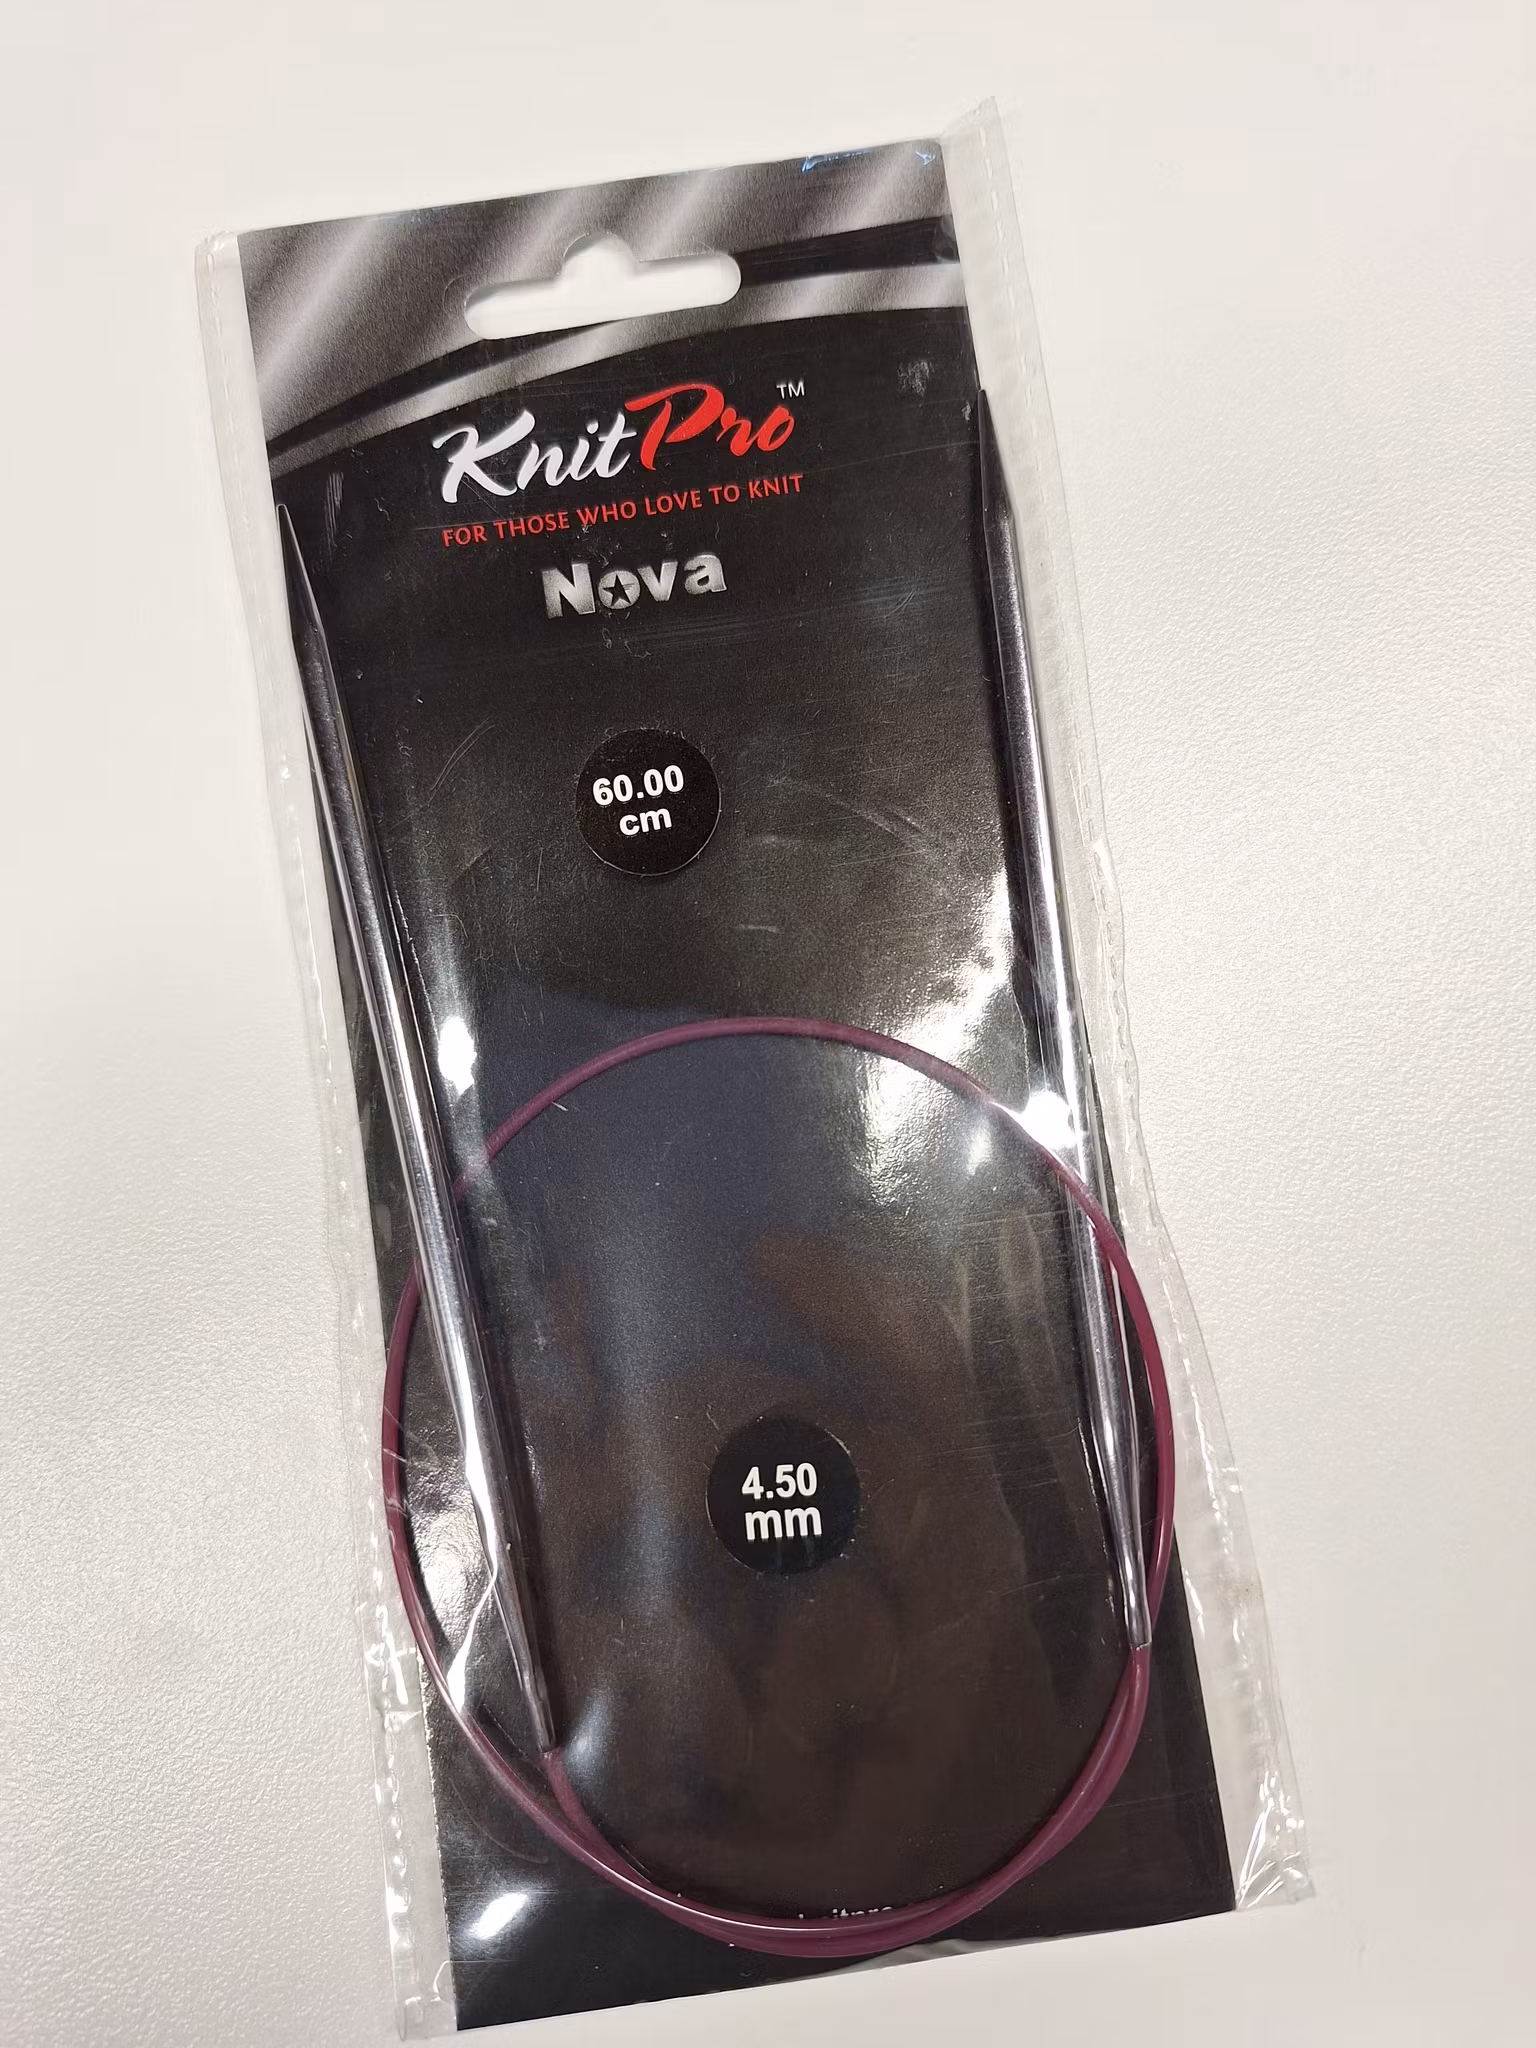 KnitPro™
FOR THOSE WHO LOVE TO KNIT
Nova
60.00
cm
4.50
mm